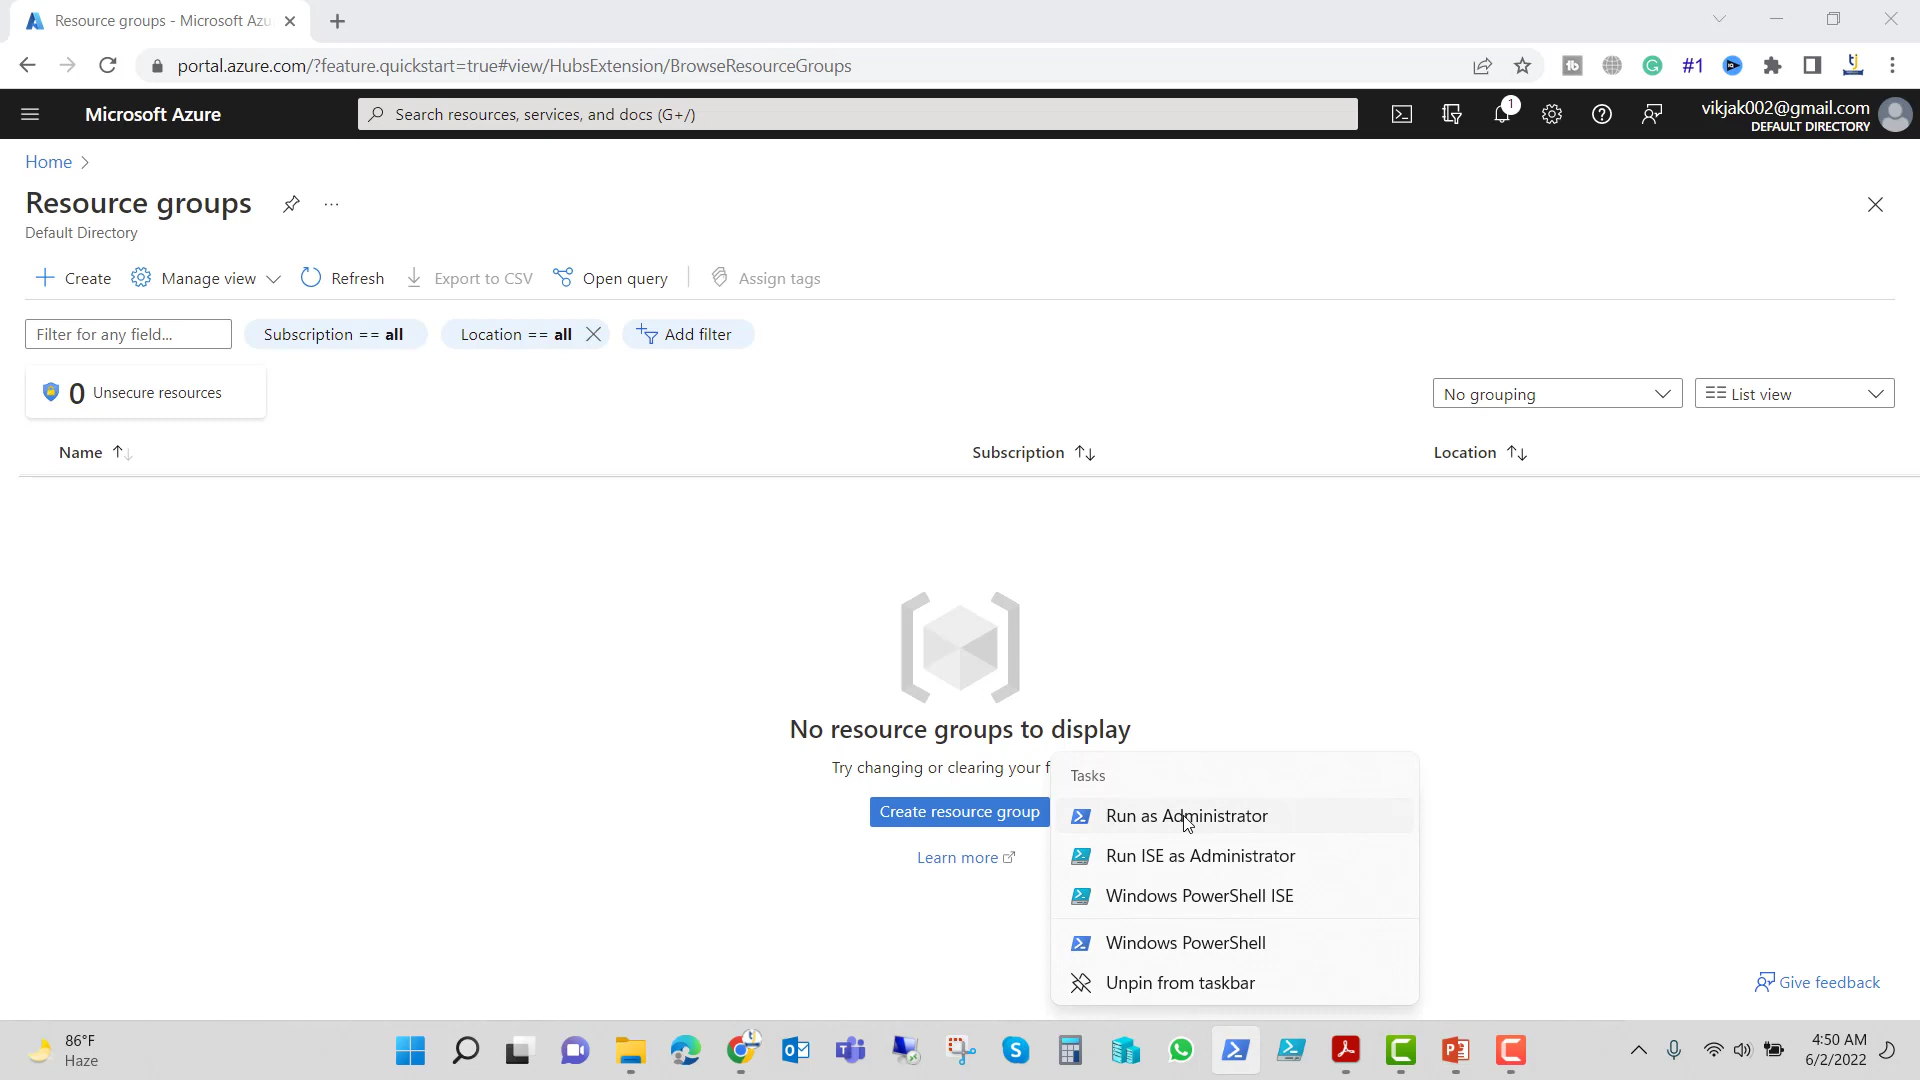 Resource groups - Microsoft Azu
portal.azure.com/?feature.quickstart=true#view/HubsExtension/BrowseResourceGroups
#1
Microsoft Azure
Search resources, services, and docs (G+/)
1
vikjak002@gmail.com
DEFAULT DIRECTORY
Home
Resource groups
Default Directory
Create
Manage view
Refresh
Export to CSV
Open query
Assign tags
Filter for any field...
Subscription == all
Location == all
Add filter
0 Unsecure resources
No grouping
List view
Name
Subscription
Location
No resource groups to display
Try changing or clearing your f
Create resource group
Learn more
Tasks
Run as Administrator
Run ISE as Administrator
Windows PowerShell ISE
Windows PowerShell
Unpin from taskbar
Give feedback
86°F
Haze
4:50 AM
6/2/2022